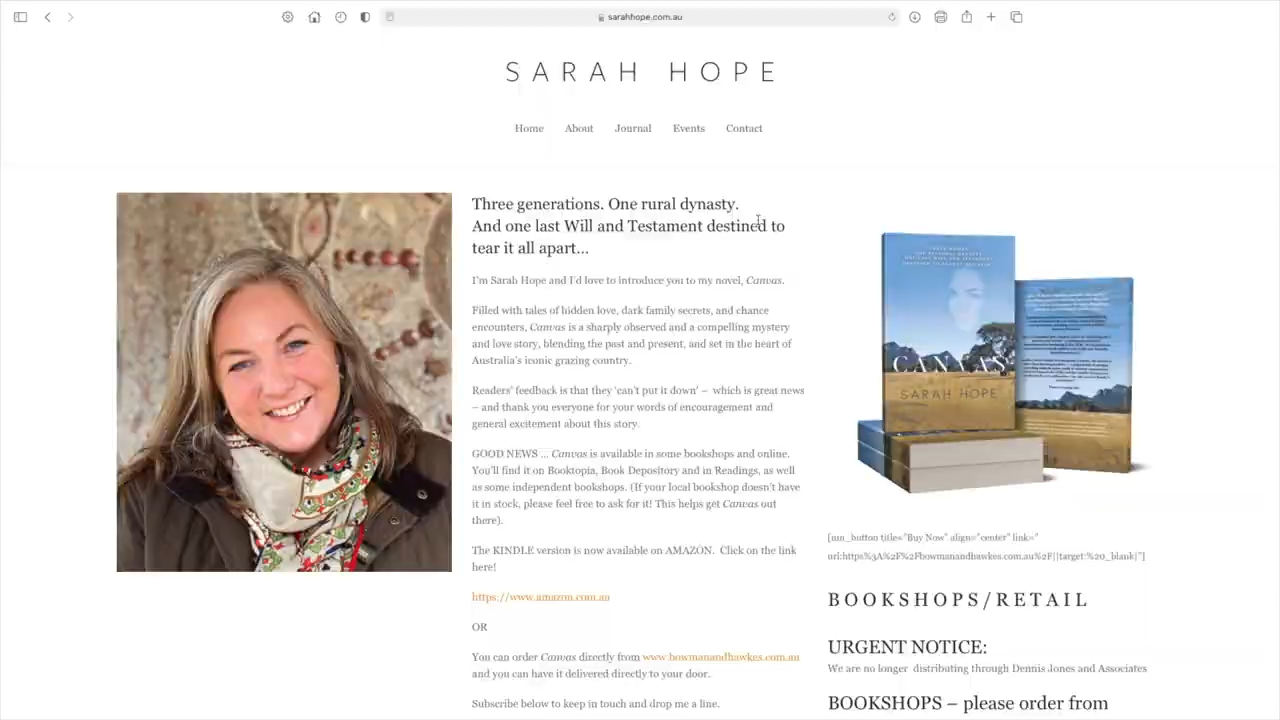 sarahhope.com.au
SARAH HOPE
Home About Journal Events Contact
Three generations. One rural dynasty.
And one last Will and Testament destined to
tear it all apart...
I'm Sarah Hope and I'd love to introduce you to my novel, Canvas.
Filled with tales of hidden love, dark family secrets, and chance
encounters, Canvas is a sharply observed and a compelling mystery
and love story, blending the past and present, and set in the heart of
Australia's iconic grazing country.
Readers' feedback is that they 'can't put it down' – which is great news
– and thank you everyone for your words of encouragement and
general excitement about this story.
GOOD NEWS ... Canvas is available in some bookshops and online.
You'll find it on Booktopia, Book Depository and in Readings, as well
as some independent bookshops. (If your local bookshop doesn't have
it in stock, please feel free to ask for it! This helps get Canvas out
there).
The KINDLE version is now available on AMAZON. Click on the link
here!
https://www.amazon.com.au
OR
You can order Canvas directly from www.bowmanandhawkes.com.au
and you can have it delivered directly to your door.
Subscribe below to keep in touch and drop me a line.
CANVAS
SARAH HOPE
[mn_button title="Buy Now" align="center" link="
url:https%3A%2F%2Fbowmanandhawkes.com.au%2F||target:%20_blank|"]
BOOKSHOPS/RETAIL
URGENT NOTICE:
We are no longer distributing through Dennis Jones and Associates
BOOKSHOPS – please order from